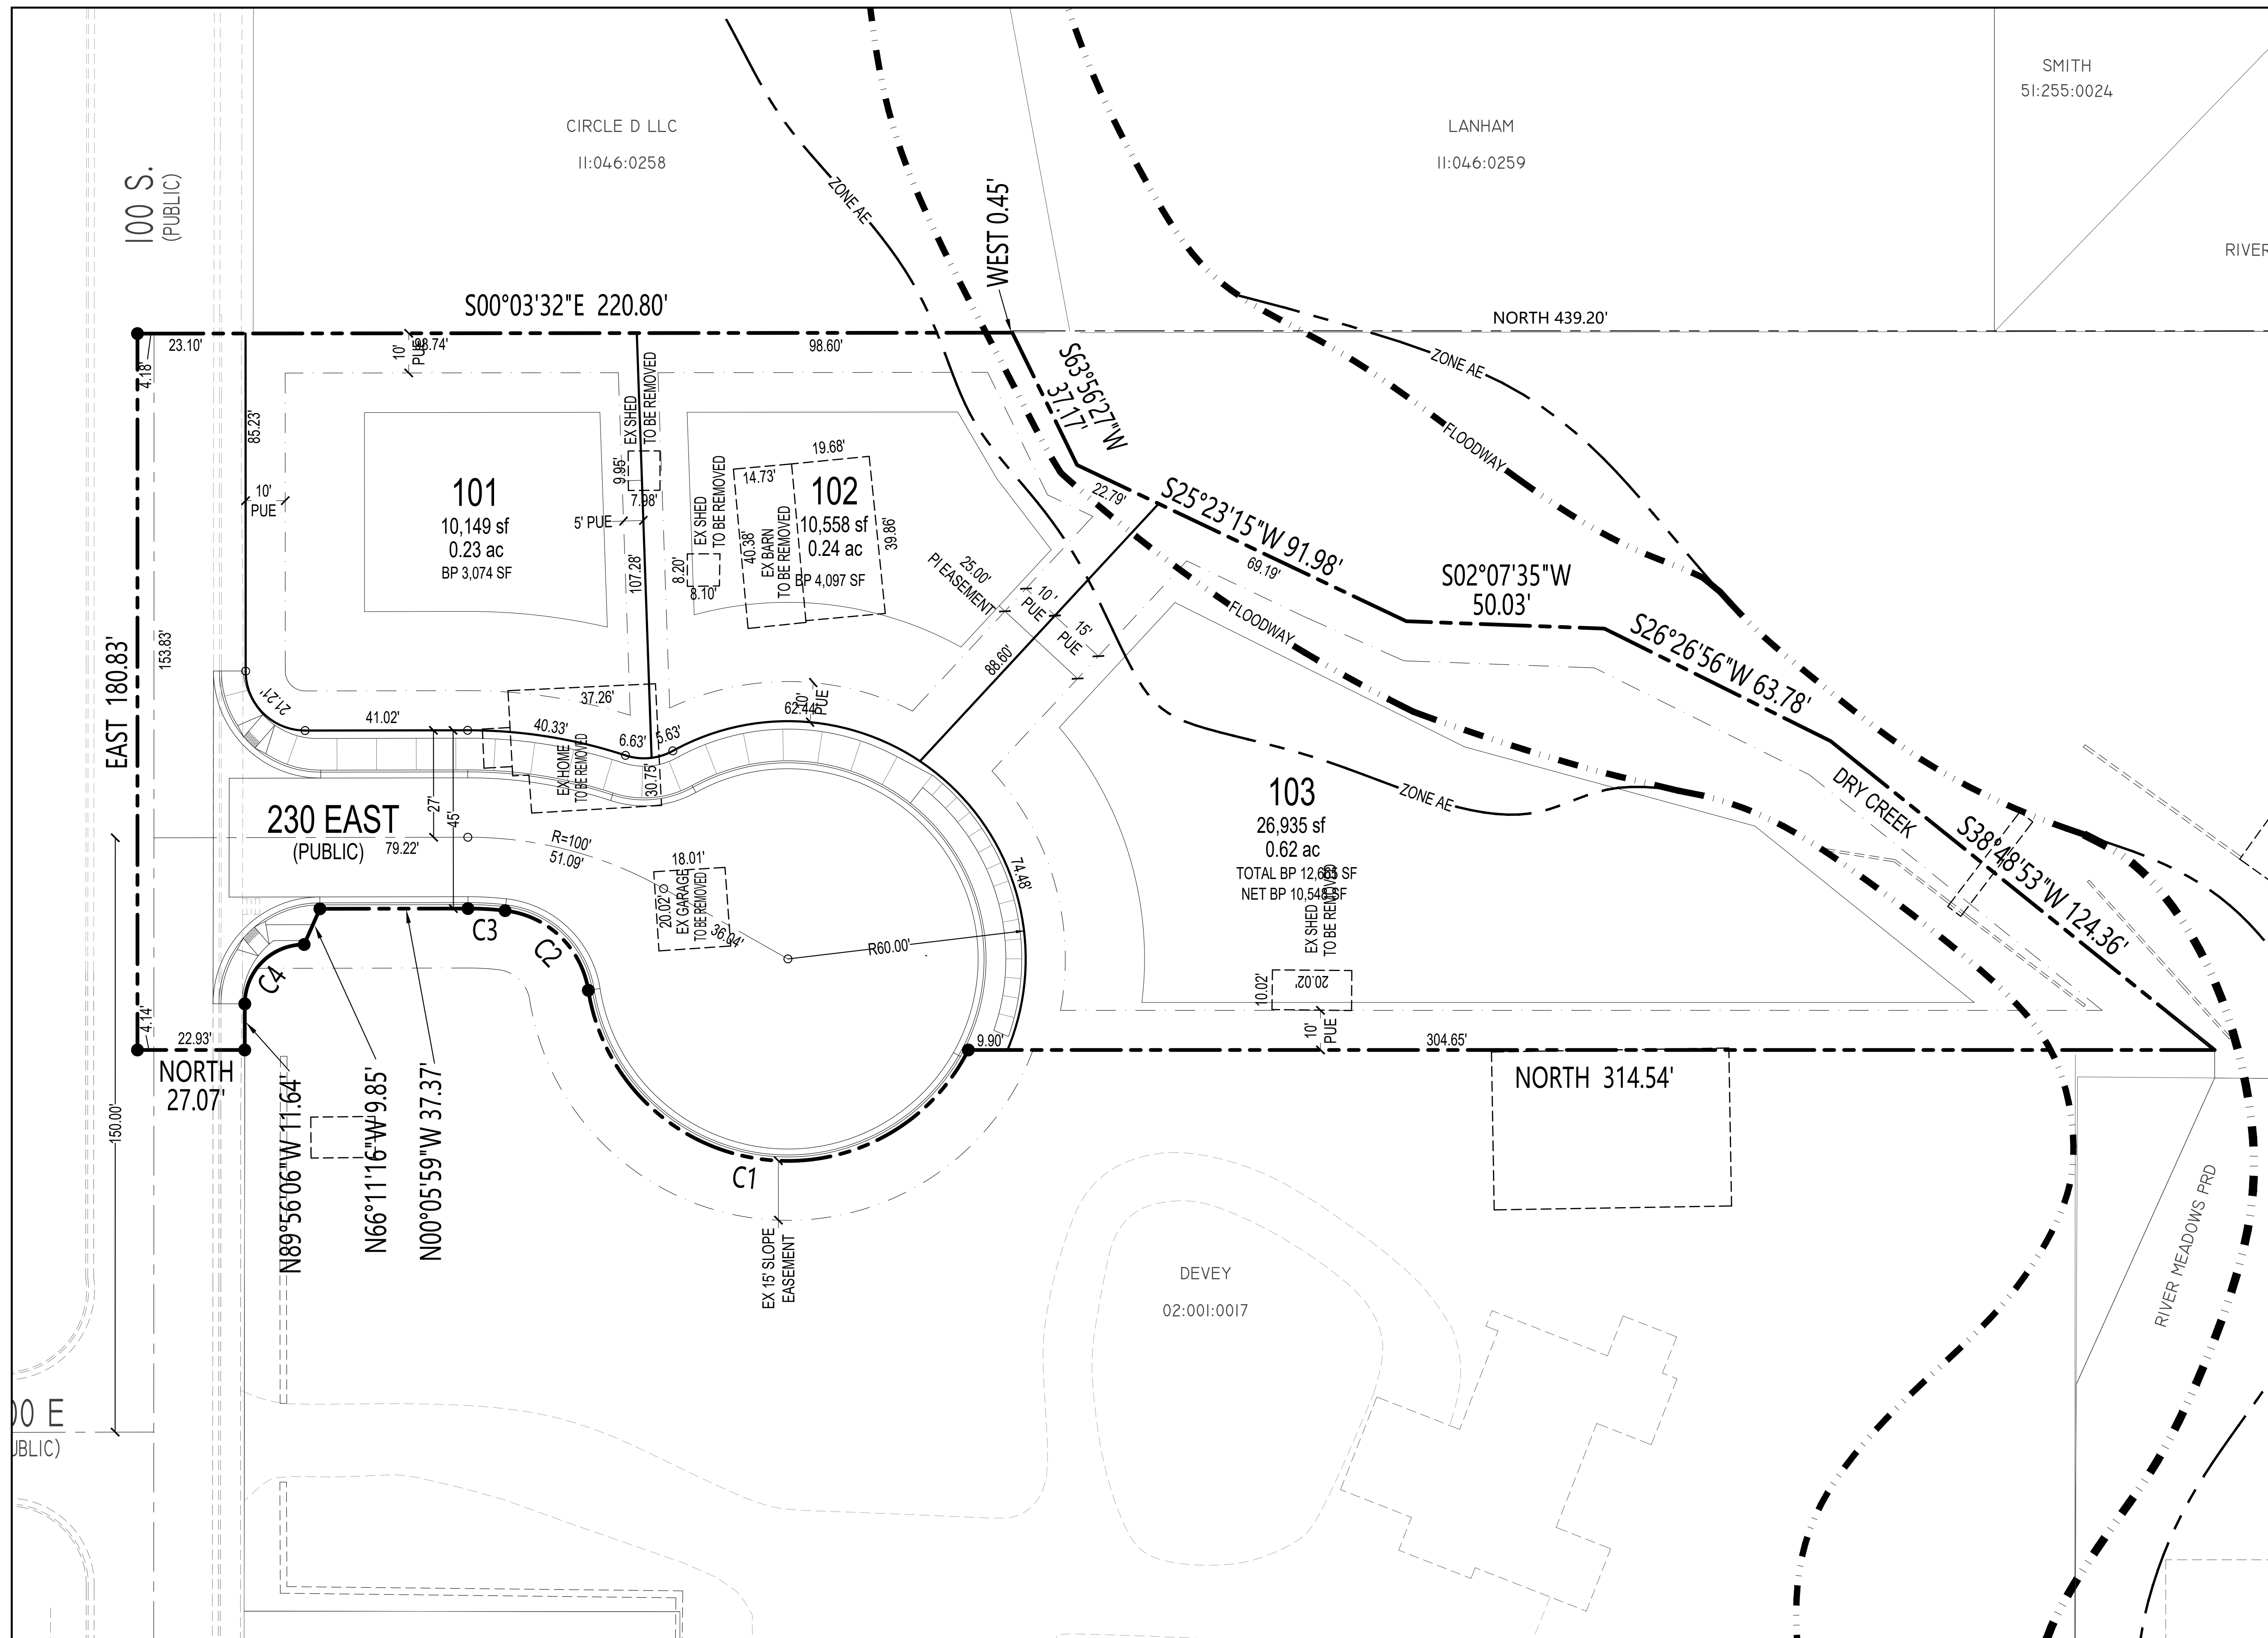 SMITH
51:255:0024
CIRCLE D LLC
11:046:0258
LANHAM
11:046:0259
100 S.
(PUBLIC)
ZONE AE
WEST 0.45'
RIVER
S00°03'32"E 220.80'
NORTH 439.20'
23.10'
4.18'
10'
PUE
98.60'
S63°56'27"W
37.17'
ZONE AE
FLOODWAY
85.23'
10'
PUE
EX SHED
TO BE REMOVED
9.95'
7.98'
5' PUE
107.28'
101
10,149 sf
0.23 ac
BP 3,074 SF
EX SHED
TO BE REMOVED
8.20'
8.10'
14.73'
19.68'
40.38'
EX BARN
TO BE REMOVED
39.86'
102
10,558 sf
0.24 ac
BP 4,097 SF
22.79'
S25°23'15"W 91.98'
69.19'
S02°07'35"W
50.03'
S26°26'56"W 63.78'
25.00'
PI EASEMENT
10'
PUE
15'
PUE
88.60'
FLOODWAY
EAST 180.83'
153.83'
21.21'
41.02'
37.26'
40.33'
6.63'
5.63'
62.44'
10'
PUE
EX HOME
TO BE REMOVED
30.75'
27'
45'
230 EAST
(PUBLIC)
79.22'
R=100'
51.09'
18.01'
20.02'
EX GARAGE
TO BE REMOVED
36.04'
R60.00'
74.48'
ZONE AE
103
26,935 sf
0.62 ac
TOTAL BP 12,685 SF
NET BP 10,548 SF
EX SHED
TO BE REMOVED
10.02'
20.02'
10'
PUE
DRY CREEK
S38°48'53"W 124.36'
C3
C2
C4
C1
4.14'
22.93'
NORTH
27.07'
9.90'
304.65'
NORTH 314.54'
150.00'
N89°56'06"W 11.64'
N66°11'16"W 9.85'
N00°05'59"W 37.37'
EX 15' SLOPE
EASEMENT
DEVEY
02:001:0017
RIVER MEADOWS PRD
00 E
UBLIC)